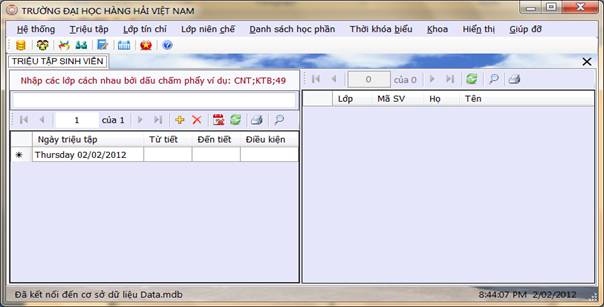 TRƯỜNG ĐẠI HỌC HÀNG HẢI VIỆT NAM
Hệ thống Triệu tập Lớp tín chỉ Lớp niên chế Danh sách học phần Thời khóa biểu Khoa Hiển thị Giúp đỡ
TRIỆU TẬP SINH VIÊN
Nhập các lớp cách nhau bởi dấu chấm phẩy ví dụ: CNT;KTB;49
0 của 0
Lớp Mã SV Họ Tên
1 của 1
Ngày triệu tập Từ tiết Đến tiết Điều kiện
Thursday 02/02/2012
Đã kết nối đến cơ sở dữ liệu Data.mdb 8:44:07 PM 2/02/2012